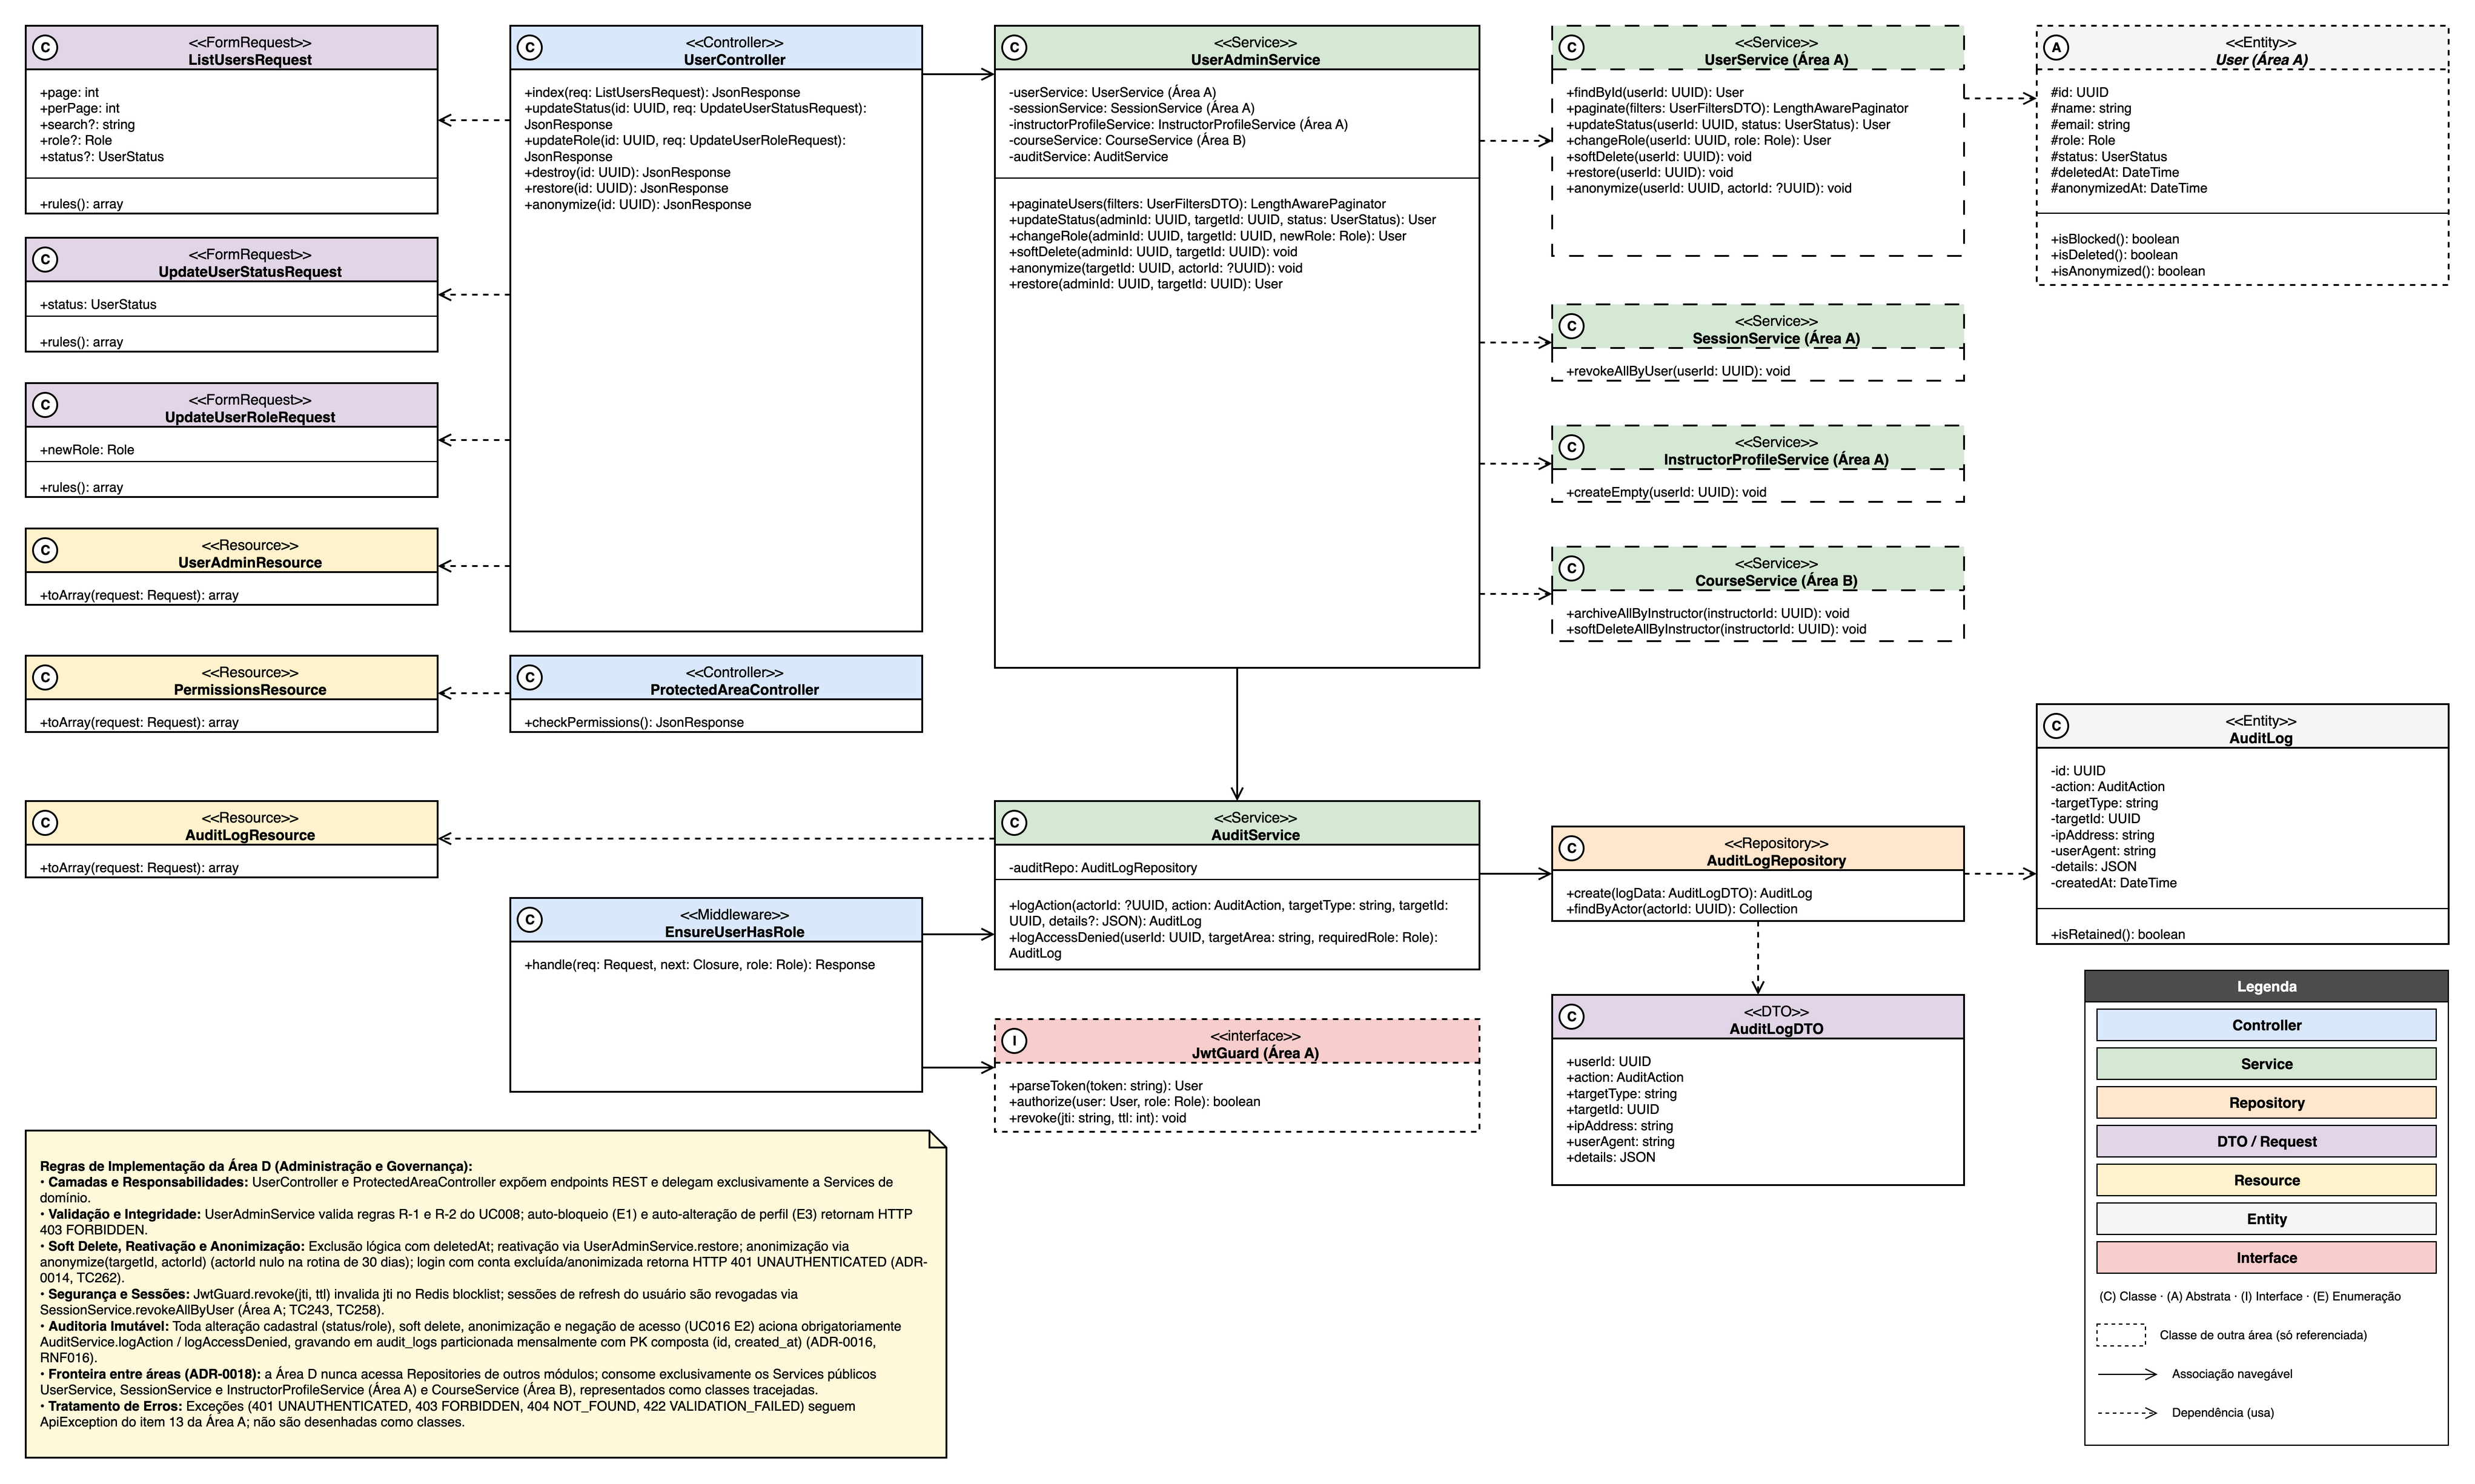 C
<<FormRequest>>
ListUsersRequest
+page: int
+perPage: int
+search?: string
+role?: Role
+status?: UserStatus
+rules(): array
C
<<FormRequest>>
UpdateUserStatusRequest
+status: UserStatus
+rules(): array
C
<<FormRequest>>
UpdateUserRoleRequest
+newRole: Role
+rules(): array
C
<<Resource>>
UserAdminResource
+toArray(request: Request): array
C
<<Resource>>
PermissionsResource
+toArray(request: Request): array
C
<<Resource>>
AuditLogResource
+toArray(request: Request): array
C
<<Controller>>
UserController
+index(req: ListUsersRequest): JsonResponse
+updateStatus(id: UUID, req: UpdateUserStatusRequest):
JsonResponse
+updateRole(id: UUID, req: UpdateUserRoleRequest):
JsonResponse
+destroy(id: UUID): JsonResponse
+restore(id: UUID): JsonResponse
+anonymize(id: UUID): JsonResponse
C
<<Controller>>
ProtectedAreaController
+checkPermissions(): JsonResponse
C
<<Middleware>>
EnsureUserHasRole
+handle(req: Request, next: Closure, role: Role): Response
C
<<Service>>
UserAdminService
-userService: UserService (Área A)
-sessionService: SessionService (Área A)
-instructorProfileService: InstructorProfileService (Área A)
-courseService: CourseService (Área B)
-auditService: AuditService
+paginateUsers(filters: UserFiltersDTO): LengthAwarePaginator
+updateStatus(adminId: UUID, targetId: UUID, status: UserStatus): User
+changeRole(adminId: UUID, targetId: UUID, newRole: Role): User
+softDelete(adminId: UUID, targetId: UUID): void
+anonymize(targetId: UUID, actorId: ?UUID): void
+restore(adminId: UUID, targetId: UUID): User
C
<<Service>>
AuditService
-auditRepo: AuditLogRepository
+logAction(actorId: ?UUID, action: AuditAction, targetType: string, targetId:
UUID, details?: JSON): AuditLog
+logAccessDenied(userId: UUID, targetArea: string, requiredRole: Role):
AuditLog
I
<<interface>>
JwtGuard (Área A)
+parseToken(token: string): User
+authorize(user: User, role: Role): boolean
+revoke(jti: string, ttl: int): void
C
<<Service>>
UserService (Área A)
+findById(userId: UUID): User
+paginate(filters: UserFiltersDTO): LengthAwarePaginator
+updateStatus(userId: UUID, status: UserStatus): User
+changeRole(userId: UUID, role: Role): User
+softDelete(userId: UUID): void
+restore(userId: UUID): void
+anonymize(userId: UUID, actorId: ?UUID): void
C
<<Service>>
SessionService (Área A)
+revokeAllByUser(userId: UUID): void
C
<<Service>>
InstructorProfileService (Área A)
+createEmpty(userId: UUID): void
C
<<Service>>
CourseService (Área B)
+archiveAllByInstructor(instructorId: UUID): void
+softDeleteAllByInstructor(instructorId: UUID): void
C
<<Repository>>
AuditLogRepository
+create(logData: AuditLogDTO): AuditLog
+findByActor(actorId: UUID): Collection
C
<<DTO>>
AuditLogDTO
+userId: UUID
+action: AuditAction
+targetType: string
+targetId: UUID
+ipAddress: string
+userAgent: string
+details: JSON
A
<<Entity>>
User (Área A)
#id: UUID
#name: string
#email: string
#role: Role
#status: UserStatus
#deletedAt: DateTime
#anonymizedAt: DateTime
+isBlocked(): boolean
+isDeleted(): boolean
+isAnonymized(): boolean
C
<<Entity>>
AuditLog
-id: UUID
-action: AuditAction
-targetType: string
-targetId: UUID
-ipAddress: string
-userAgent: string
-details: JSON
-createdAt: DateTime
+isRetained(): boolean
Legenda
Controller
Service
Repository
DTO / Request
Resource
Entity
Interface
(C) Classe · (A) Abstrata · (I) Interface · (E) Enumeração
Classe de outra área (só referenciada)
Associação navegável
Dependência (usa)
Regras de Implementação da Área D (Administração e Governança):
• Camadas e Responsabilidades: UserController e ProtectedAreaController expõem endpoints REST e delegam exclusivamente a Services de
domínio.
• Validação e Integridade: UserAdminService valida regras R-1 e R-2 do UC008; auto-bloqueio (E1) e auto-alteração de perfil (E3) retornam HTTP
403 FORBIDDEN.
• Soft Delete, Reativação e Anonimização: Exclusão lógica com deletedAt; reativação via UserAdminService.restore; anonimização via
anonymize(targetId, actorId) (actorId nulo na rotina de 30 dias); login com conta excluída/anonimizada retorna HTTP 401 UNAUTHENTICATED (ADR-
0014, TC262).
• Segurança e Sessões: JwtGuard.revoke(jti, ttl) invalida jti no Redis blocklist; sessões de refresh do usuário são revogadas via
SessionService.revokeAllByUser (Área A; TC243, TC258).
• Auditoria Imutável: Toda alteração cadastral (status/role), soft delete, anonimização e negação de acesso (UC016 E2) aciona obrigatoriamente
AuditService.logAction / logAccessDenied, gravando em audit_logs particionada mensalmente com PK composta (id, created_at) (ADR-0016,
RNF016).
• Fronteira entre áreas (ADR-0018): a Área D nunca acessa Repositories de outros módulos; consome exclusivamente os Services públicos
UserService, SessionService e InstructorProfileService (Área A) e CourseService (Área B), representados como classes tracejadas.
• Tratamento de Erros: Exceções (401 UNAUTHENTICATED, 403 FORBIDDEN, 404 NOT_FOUND, 422 VALIDATION_FAILED) seguem
ApiException do item 13 da Área A; não são desenhadas como classes.